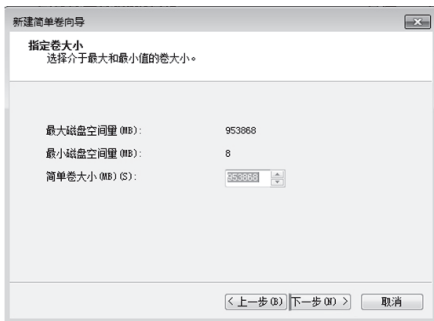 新建简单卷向导
指定卷大小
选择介于最大和最小值的卷大小。
最大磁盘空间量(MB): 953868
最小磁盘空间量(MB): 8
简单卷大小(MB)(S): 953868
< 上一步(B) 下一步(N) > 取消